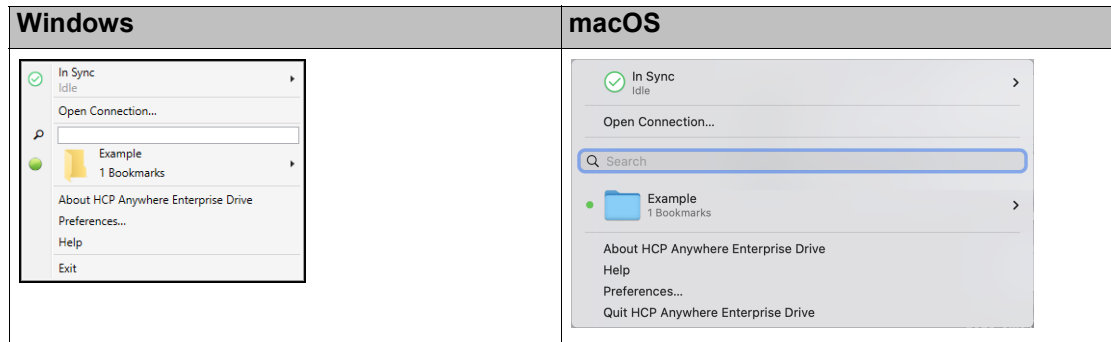 Windows
In Sync
Idle
Open Connection...
Example
1 Bookmarks
About HCP Anywhere Enterprise Drive
Preferences...
Help
Exit
macOS
In Sync
Idle
Open Connection...
Search
Example
1 Bookmarks
About HCP Anywhere Enterprise Drive
Help
Preferences...
Quit HCP Anywhere Enterprise Drive